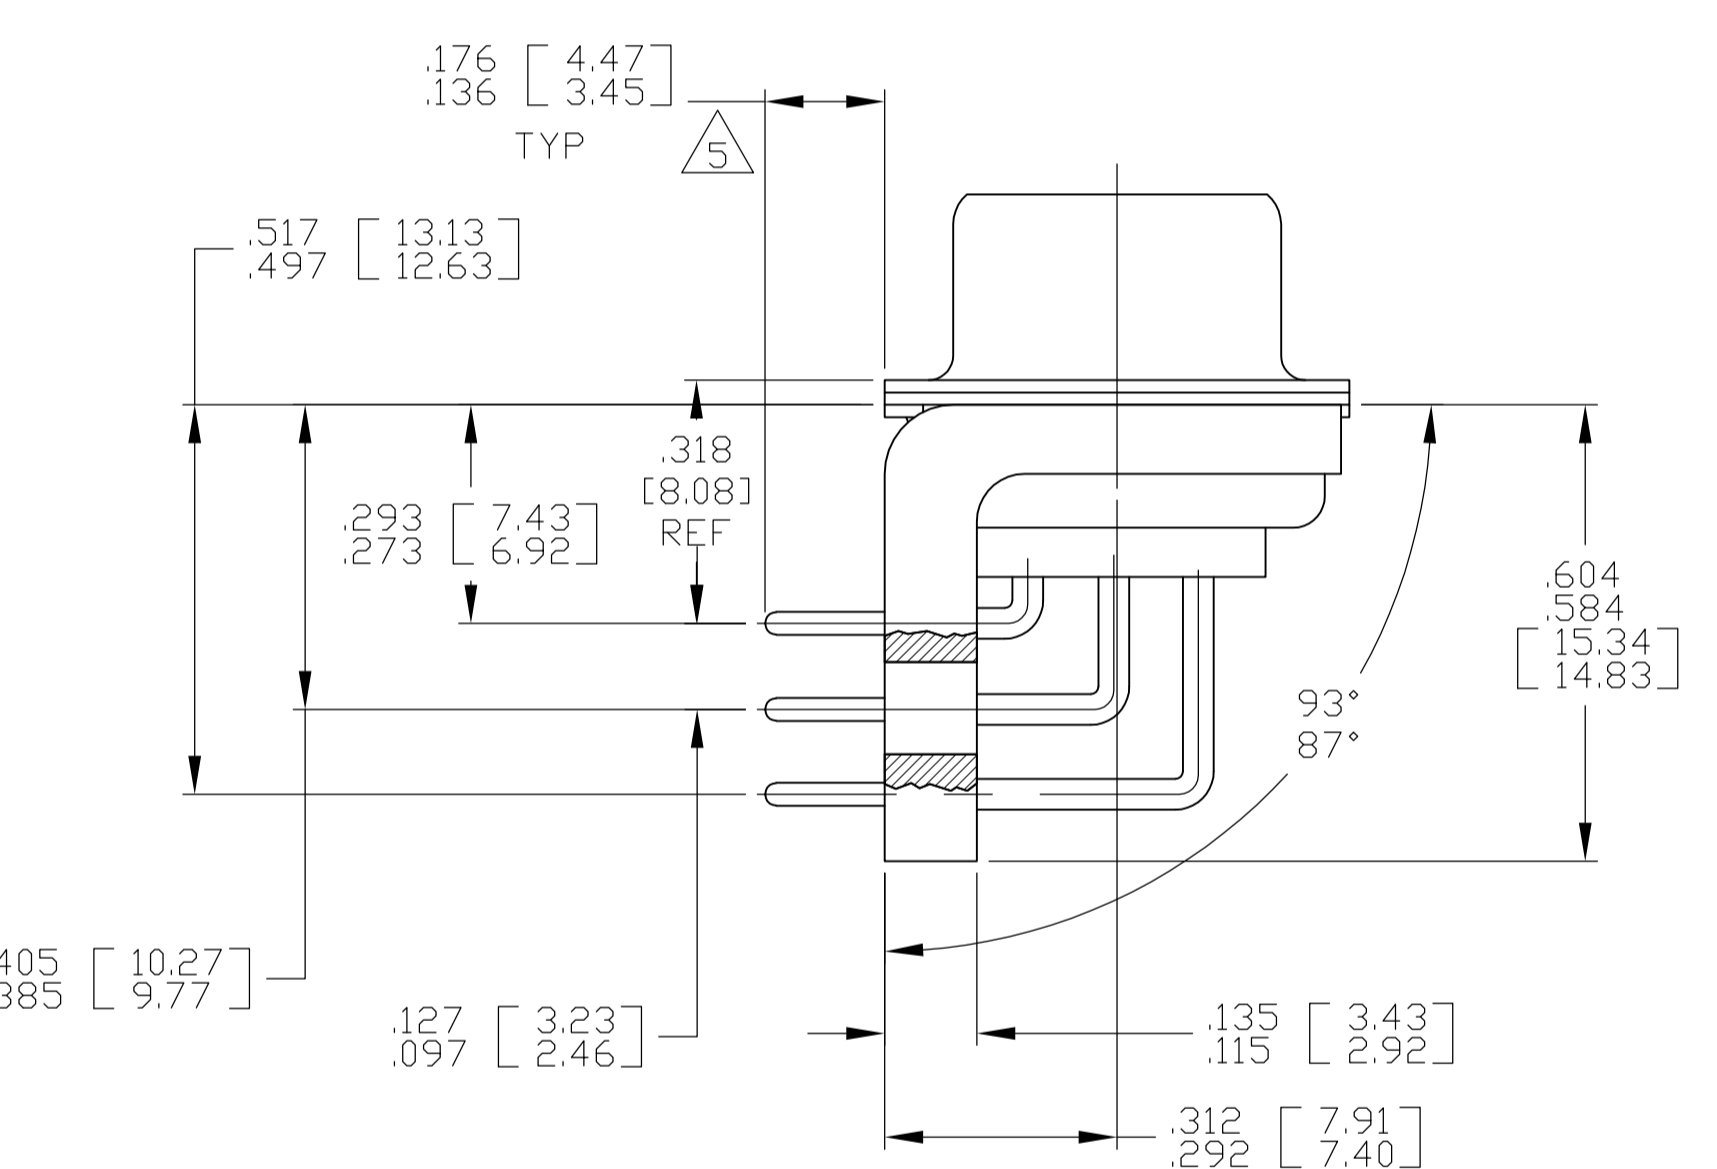 .176 [ 4.47 ]
.136 [ 3.45 ]
TYP
5
.517 [ 13.13 ]
.497 [ 12.63 ]
.318
[8.08]
REF
.293 [ 7.43 ]
.273 [ 6.92 ]
.604
.584
[ 15.34 ]
[ 14.83 ]
93°
87°
405 [ 10.27 ]
385 [ 9.77 ]
.127 [ 3.23 ]
.097 [ 2.46 ]
.135 [ 3.43 ]
.115 [ 2.92 ]
.312 [ 7.91 ]
.292 [ 7.40 ]